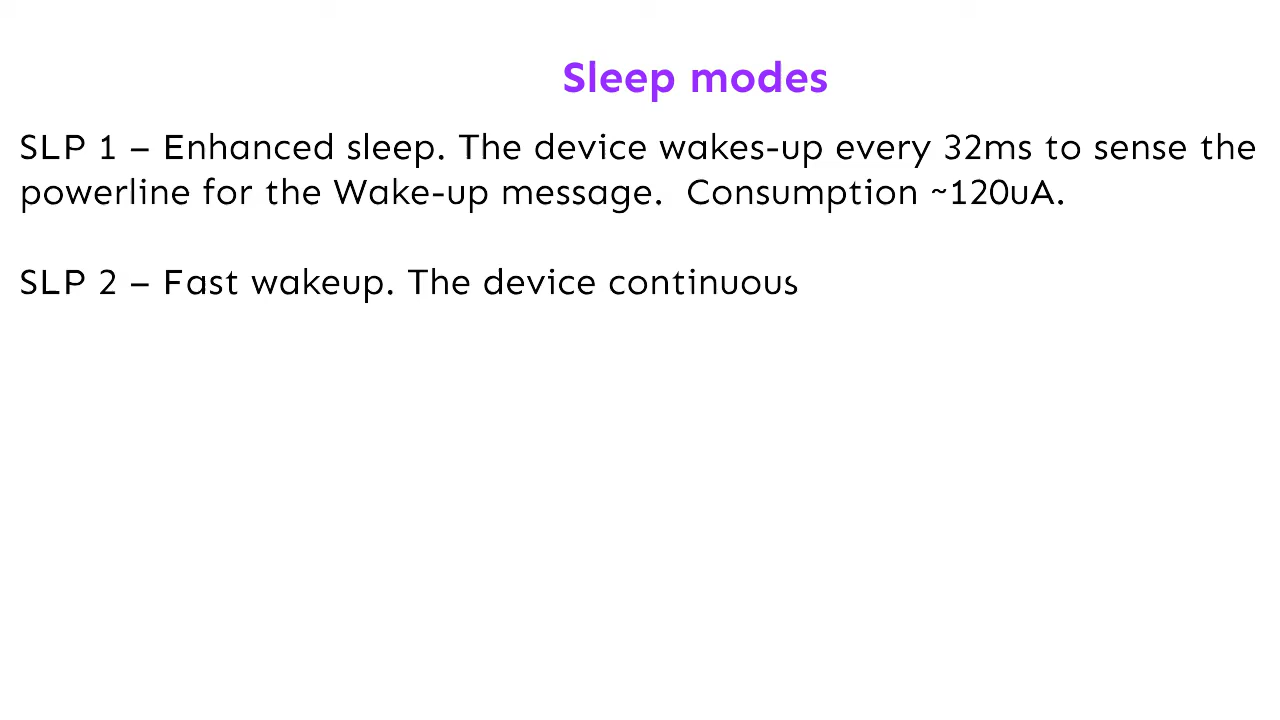 Sleep modes
SLP 1 – Enhanced sleep. The device wakes-up every 32ms to sense the
powerline for the Wake-up message.  Consumption ~120uA.
SLP 2 – Fast wakeup. The device continuous